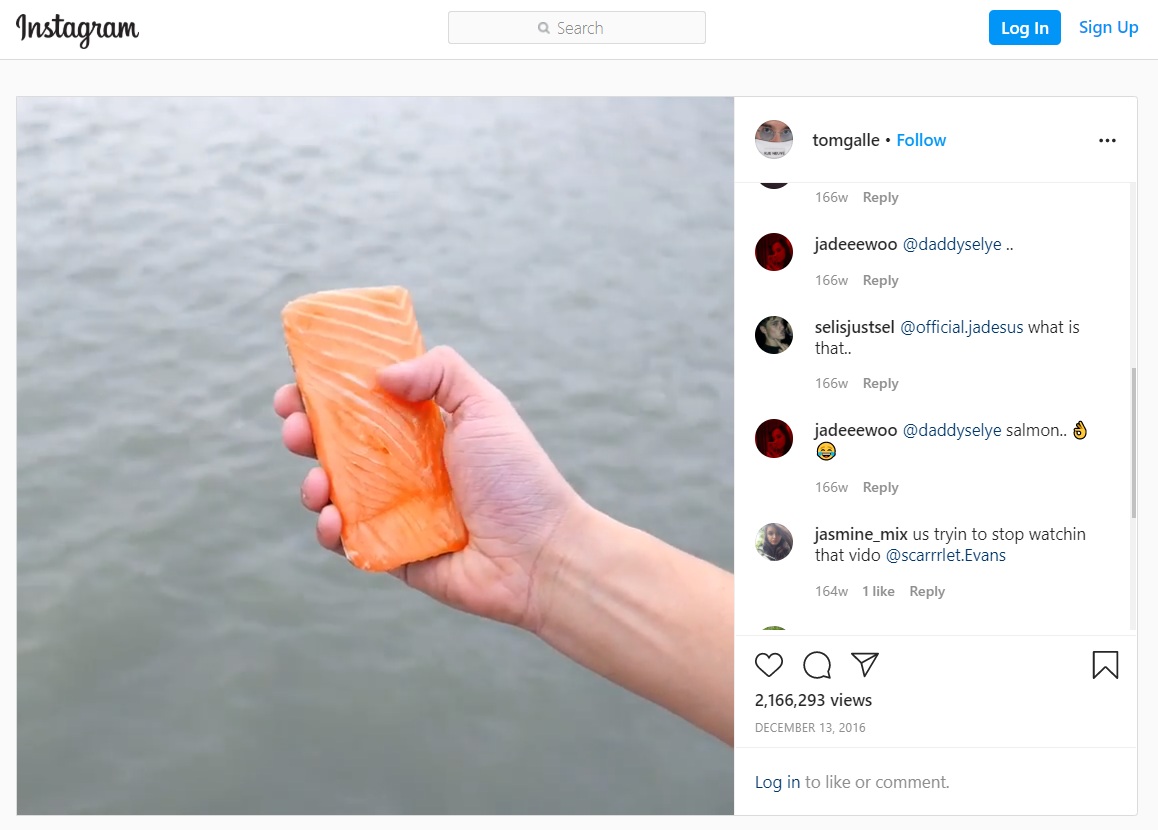 Instagram
Search
Log In
Sign Up
tomgalle • Follow
166w Reply
jadeeewoo @daddyselye ..
166w Reply
selisjustsel @official.jadesus what is
that..
166w Reply
jadeeewoo @daddyselye salmon.. 👌
😂
166w Reply
jasmine_mix us tryin to stop watchin
that vido @scarrrlet.Evans
164w 1 like Reply
2,166,293 views
DECEMBER 13, 2016
Log in to like or comment.